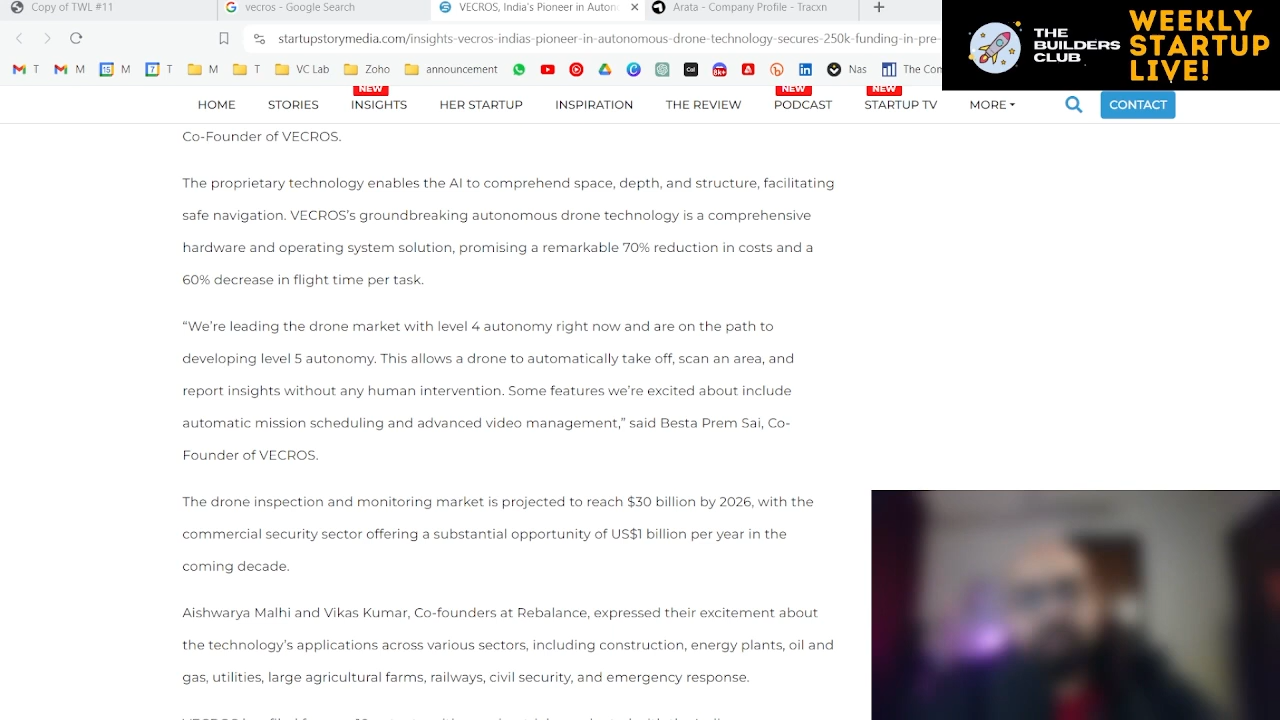 Copy of TWL #11
vecros - Google Search
VECROS, India's Pioneer in Auton
Arata - Company Profile - Tracxn
startupstorymedia.com/insights-vecros-indias-pioneer-in-autonomous-drone-technology-secures-250k-funding-in-pre-
T
M
M
T
M
T
VC Lab
Zoho
announcement
Nas
The Com
THE
BUILDERS
CLUB
WEEKLY
STARTUP
LIVE!
HOME
STORIES
NEW
INSIGHTS
HER STARTUP
INSPIRATION
THE REVIEW
NEW
PODCAST
NEW
STARTUP TV
MORE
CONTACT
Co-Founder of VECROS.
The proprietary technology enables the AI to comprehend space, depth, and structure, facilitating
safe navigation. VECROS's groundbreaking autonomous drone technology is a comprehensive
hardware and operating system solution, promising a remarkable 70% reduction in costs and a
60% decrease in flight time per task.
“We're leading the drone market with level 4 autonomy right now and are on the path to
developing level 5 autonomy. This allows a drone to automatically take off, scan an area, and
report insights without any human intervention. Some features we're excited about include
automatic mission scheduling and advanced video management,” said Besta Prem Sai, Co-
Founder of VECROS.
The drone inspection and monitoring market is projected to reach $30 billion by 2026, with the
commercial security sector offering a substantial opportunity of US$1 billion per year in the
coming decade.
Aishwarya Malhi and Vikas Kumar, Co-founders at Rebalance, expressed their excitement about
the technology's applications across various sectors, including construction, energy plants, oil and
gas, utilities, large agricultural farms, railways, civil security, and emergency response.